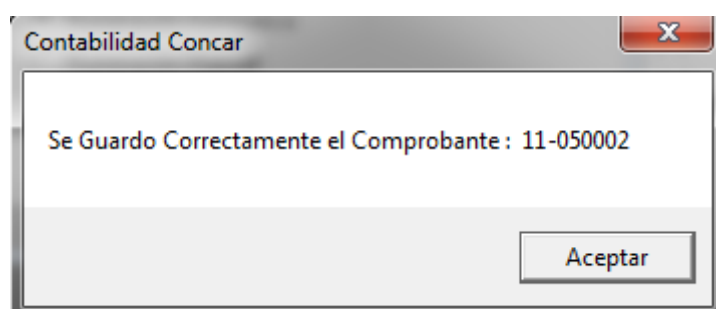 Contabilidad Concar
Se Guardo Correctamente el Comprobante : 11-050002
Aceptar